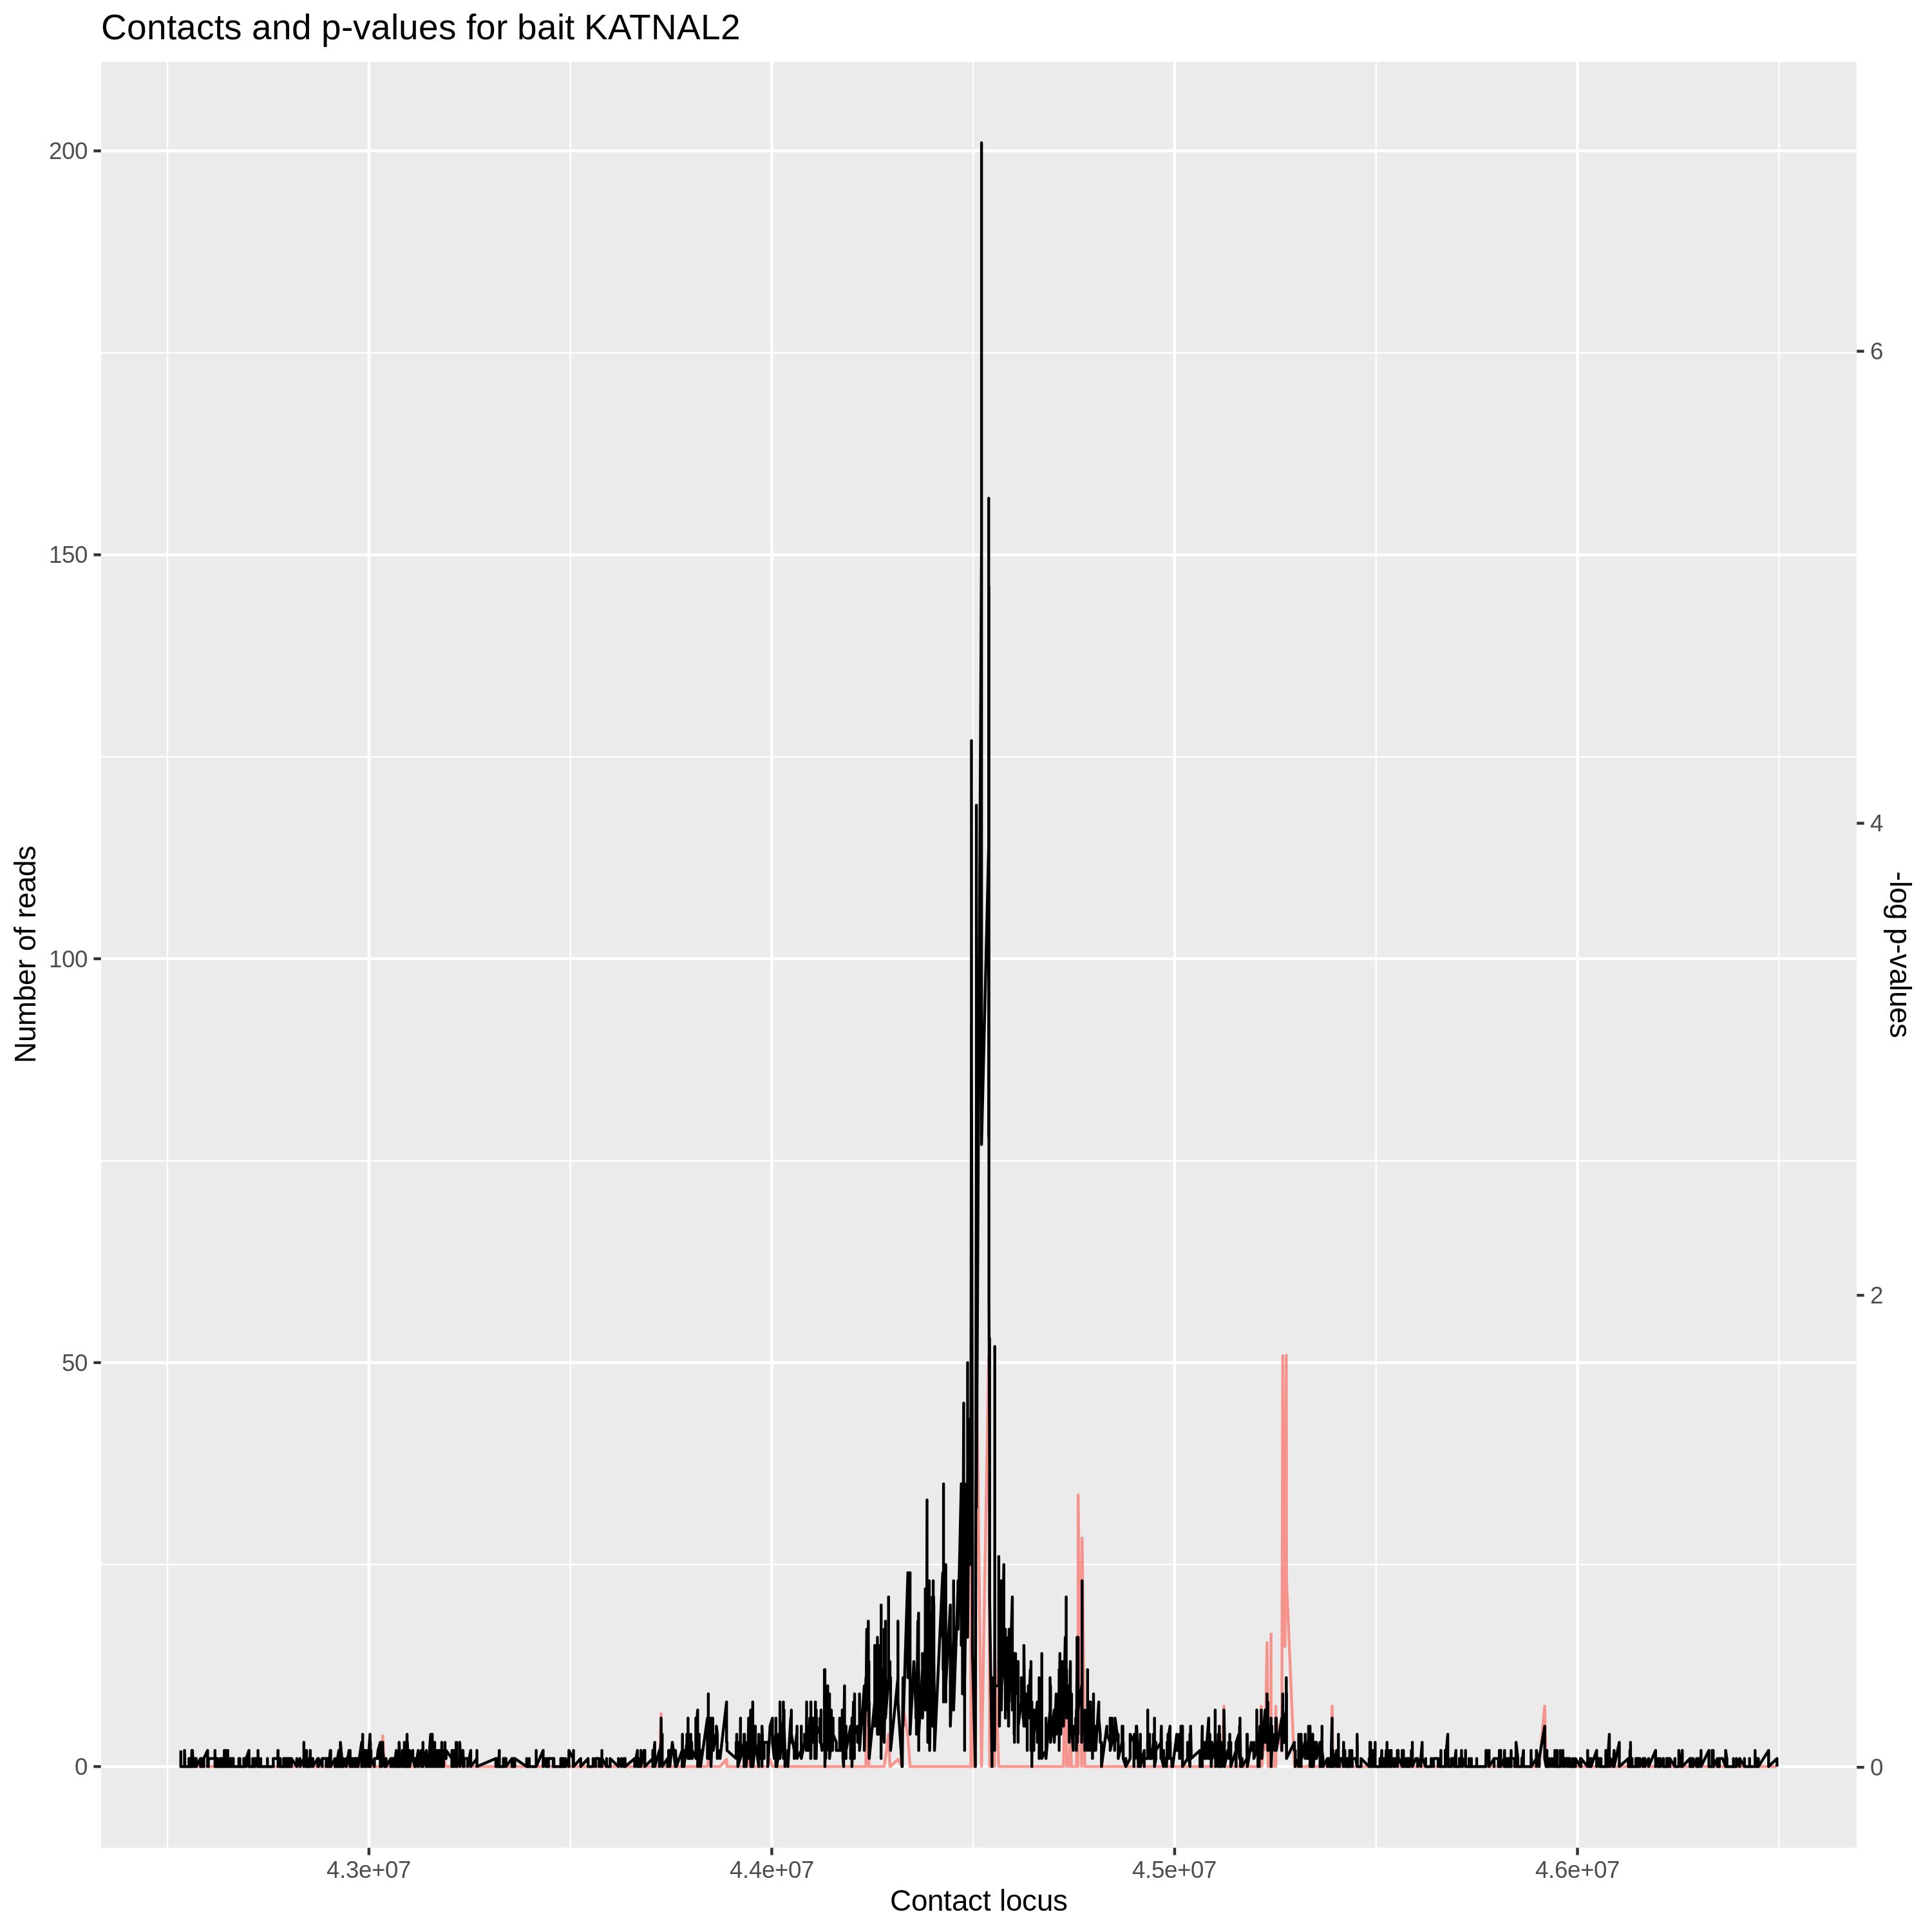 Contacts and p-values for bait KATNAL2
200
150
100
50
0
Number of reads
6
4
2
0
-log p-values
4.3e+07 4.4e+07 4.5e+07 4.6e+07
Contact locus